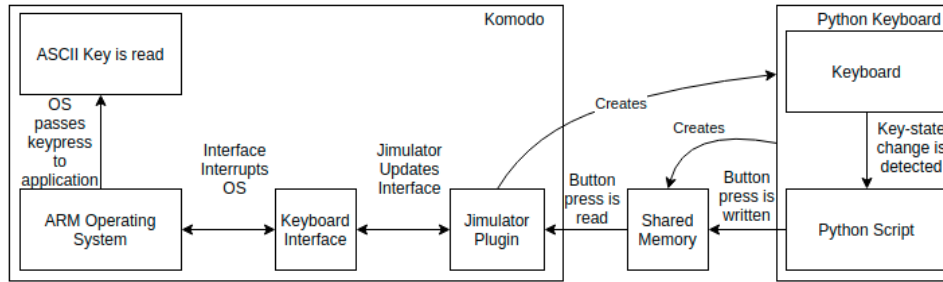 Komodo
Python Keyboard
ASCII Key is read
Keyboard
OS
passes
keypress
to
application
Creates
Creates
Key-state
change is
detected
Interface
Interrupts
OS
Jimulator
Updates
Interface
Button
press is
read
Button
press is
written
ARM Operating
System
Keyboard
Interface
Jimulator
Plugin
Shared
Memory
Python Script